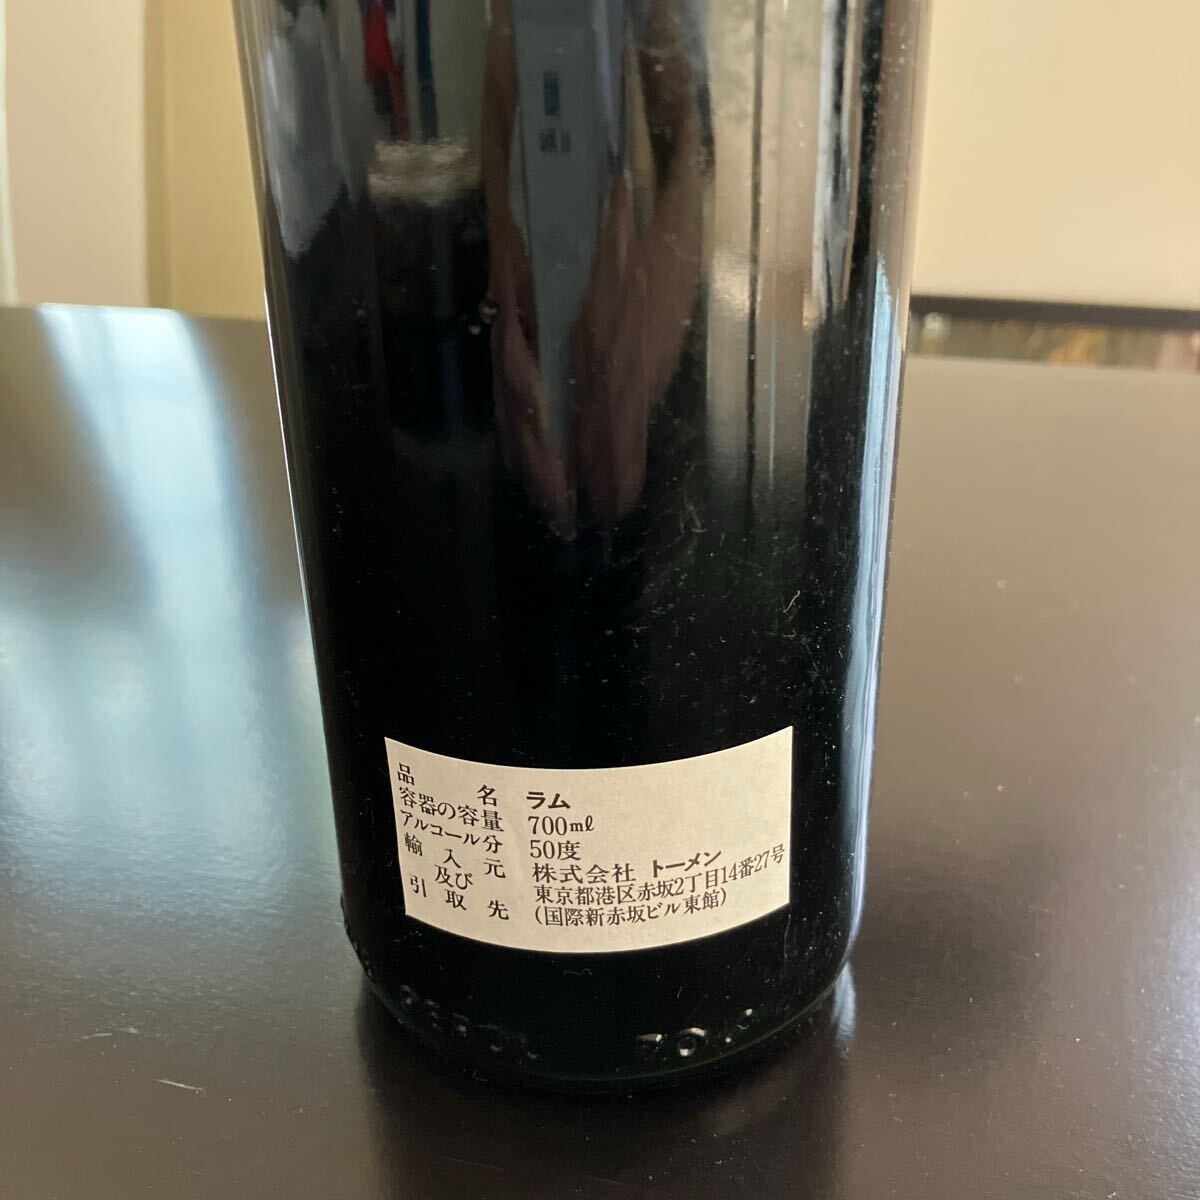 品名 ラム
容器の容量 700ml
アルコール分 50度
輸入元 株式会社 トーメン
及び 東京都港区赤坂2丁目14番27号
引取先 (国際新赤坂ビル東館)